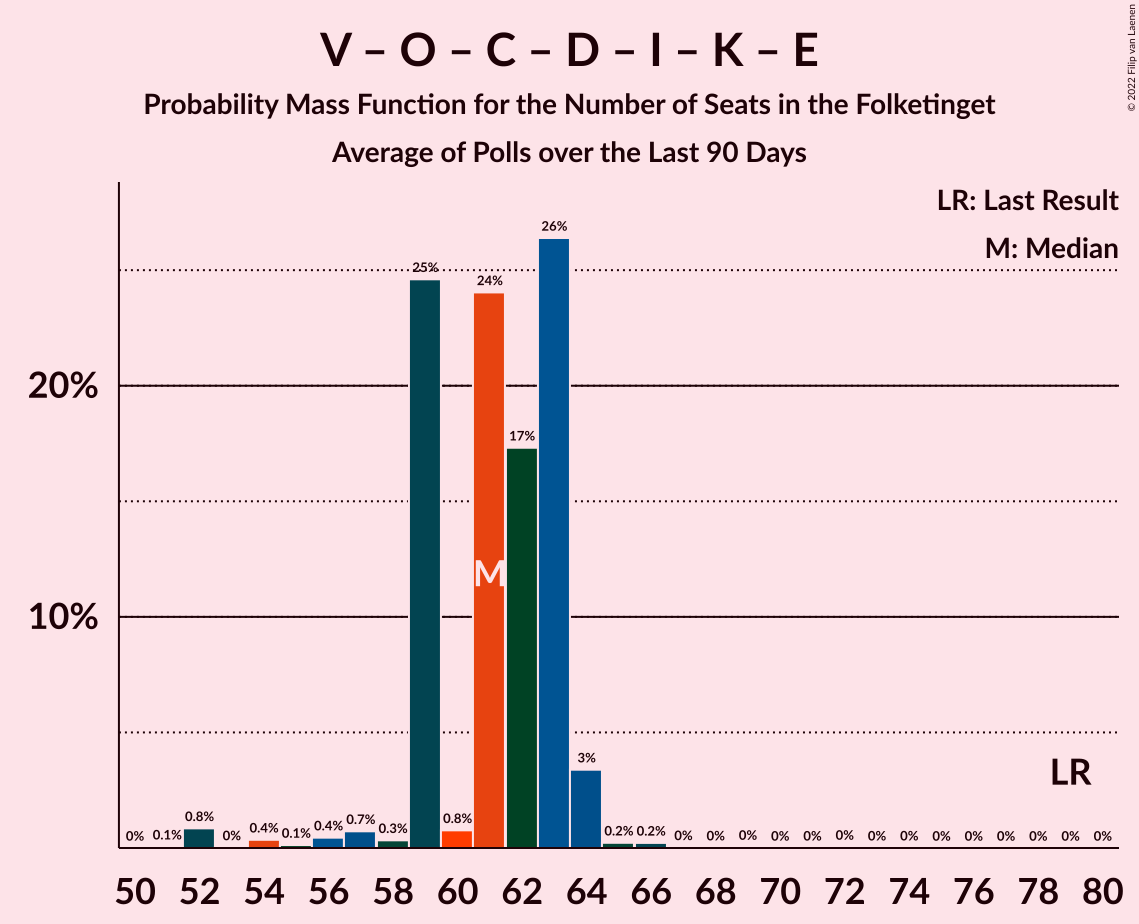 V – O – C – D – I – K – E
Probability Mass Function for the Number of Seats in the Folketinget
Average of Polls over the Last 90 Days
© 2022 Filip van Laenen
LR: Last Result
M: Median
26%
25%
24%
20%
17%
M
10%
3%
LR
0% 0.1% 0.8% 0% 0.4% 0.1% 0.4% 0.7% 0.3% 0.8% 0.2% 0.2% 0% 0% 0% 0% 0% 0% 0% 0% 0% 0% 0% 0% 0% 0%
50 52 54 56 58 60 62 64 66 68 70 72 74 76 78 80